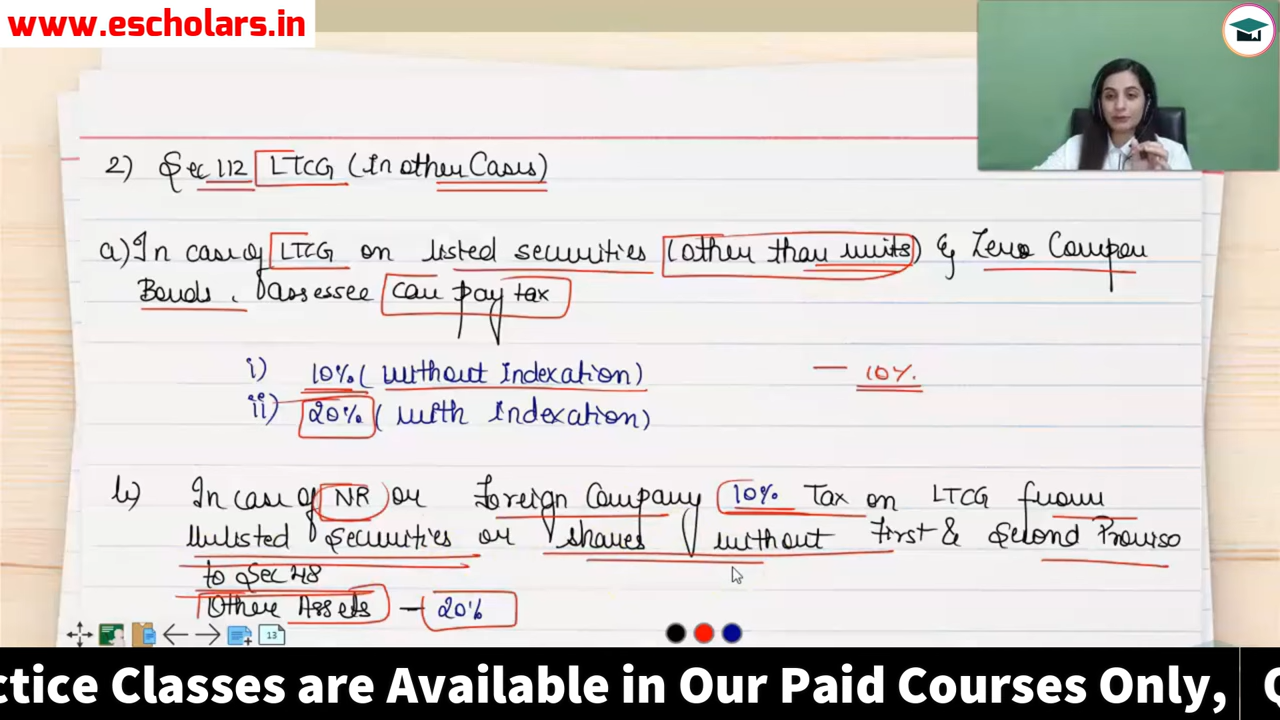 www.escholars.in
2) Sec 112 LTCG (In other Cases)
a) In case of LTCG on listed securities (other than units) & Zero Coupon
Bonds, assessee can pay tax
i) 10% (without Indexation) — 10%
ii) 20% (with Indexation)
b) In case of NR or Foreign Company 10% Tax on LTCG from
Unlisted Securities or shares without First & Second Proviso
to Sec 48
Other Assets — 20%
13
ctice Classes are Available in Our Paid Courses Only,